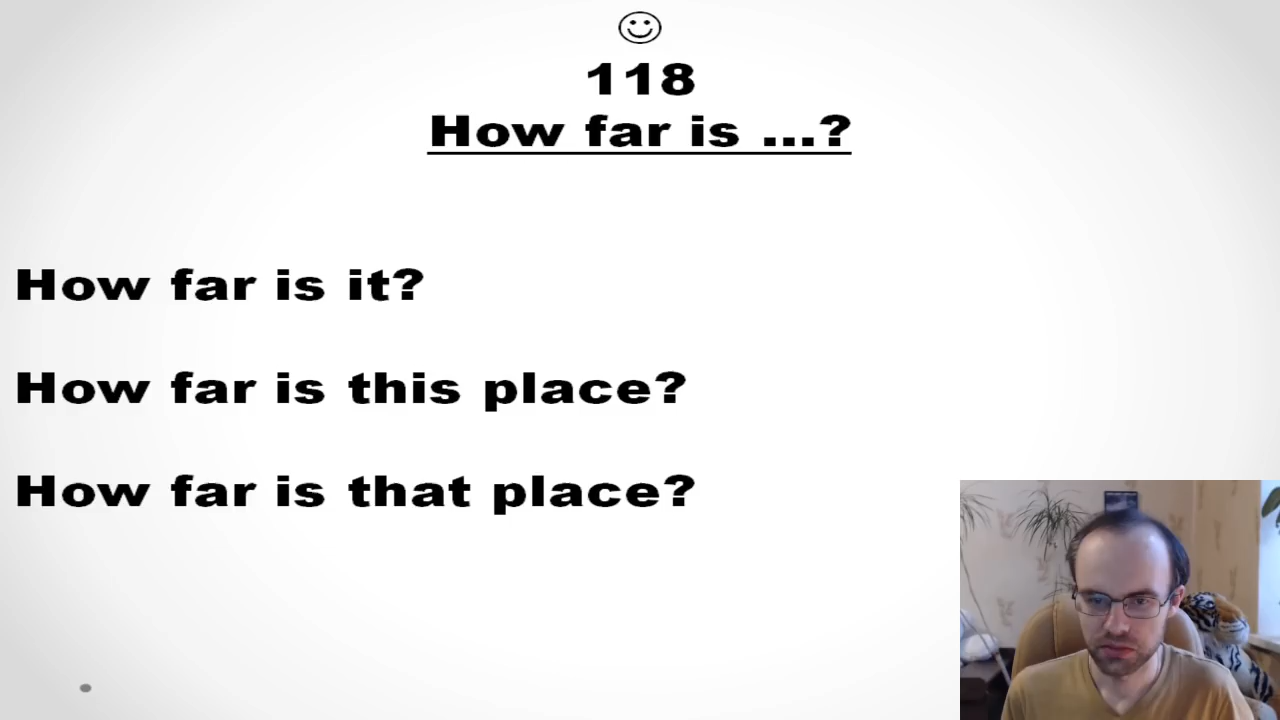 118
How far is ...?
How far is it?
How far is this place?
How far is that place?